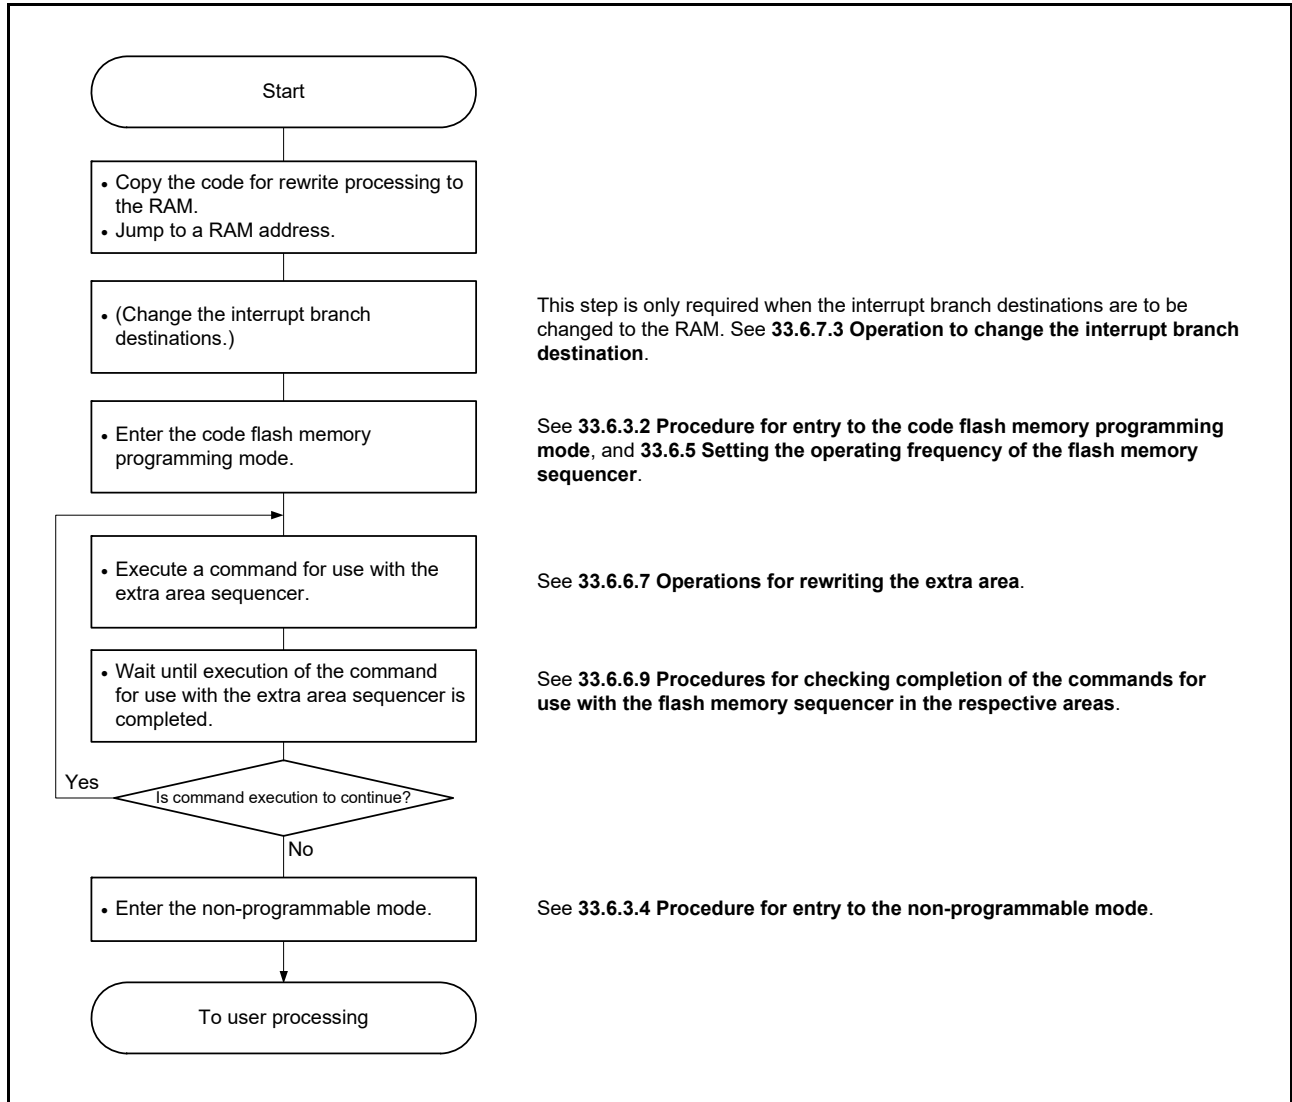 Start
• Copy the code for rewrite processing to
the RAM.
• Jump to a RAM address.
• (Change the interrupt branch
destinations.)
This step is only required when the interrupt branch destinations are to be
changed to the RAM. See 33.6.7.3 Operation to change the interrupt branch
destination.
• Enter the code flash memory
programming mode.
See 33.6.3.2 Procedure for entry to the code flash memory programming
mode, and 33.6.5 Setting the operating frequency of the flash memory
sequencer.
• Execute a command for use with the
extra area sequencer.
See 33.6.6.7 Operations for rewriting the extra area.
• Wait until execution of the command
for use with the extra area sequencer is
completed.
See 33.6.6.9 Procedures for checking completion of the commands for
use with the flash memory sequencer in the respective areas.
Yes
Is command execution to continue?
No
• Enter the non-programmable mode.
See 33.6.3.4 Procedure for entry to the non-programmable mode.
To user processing